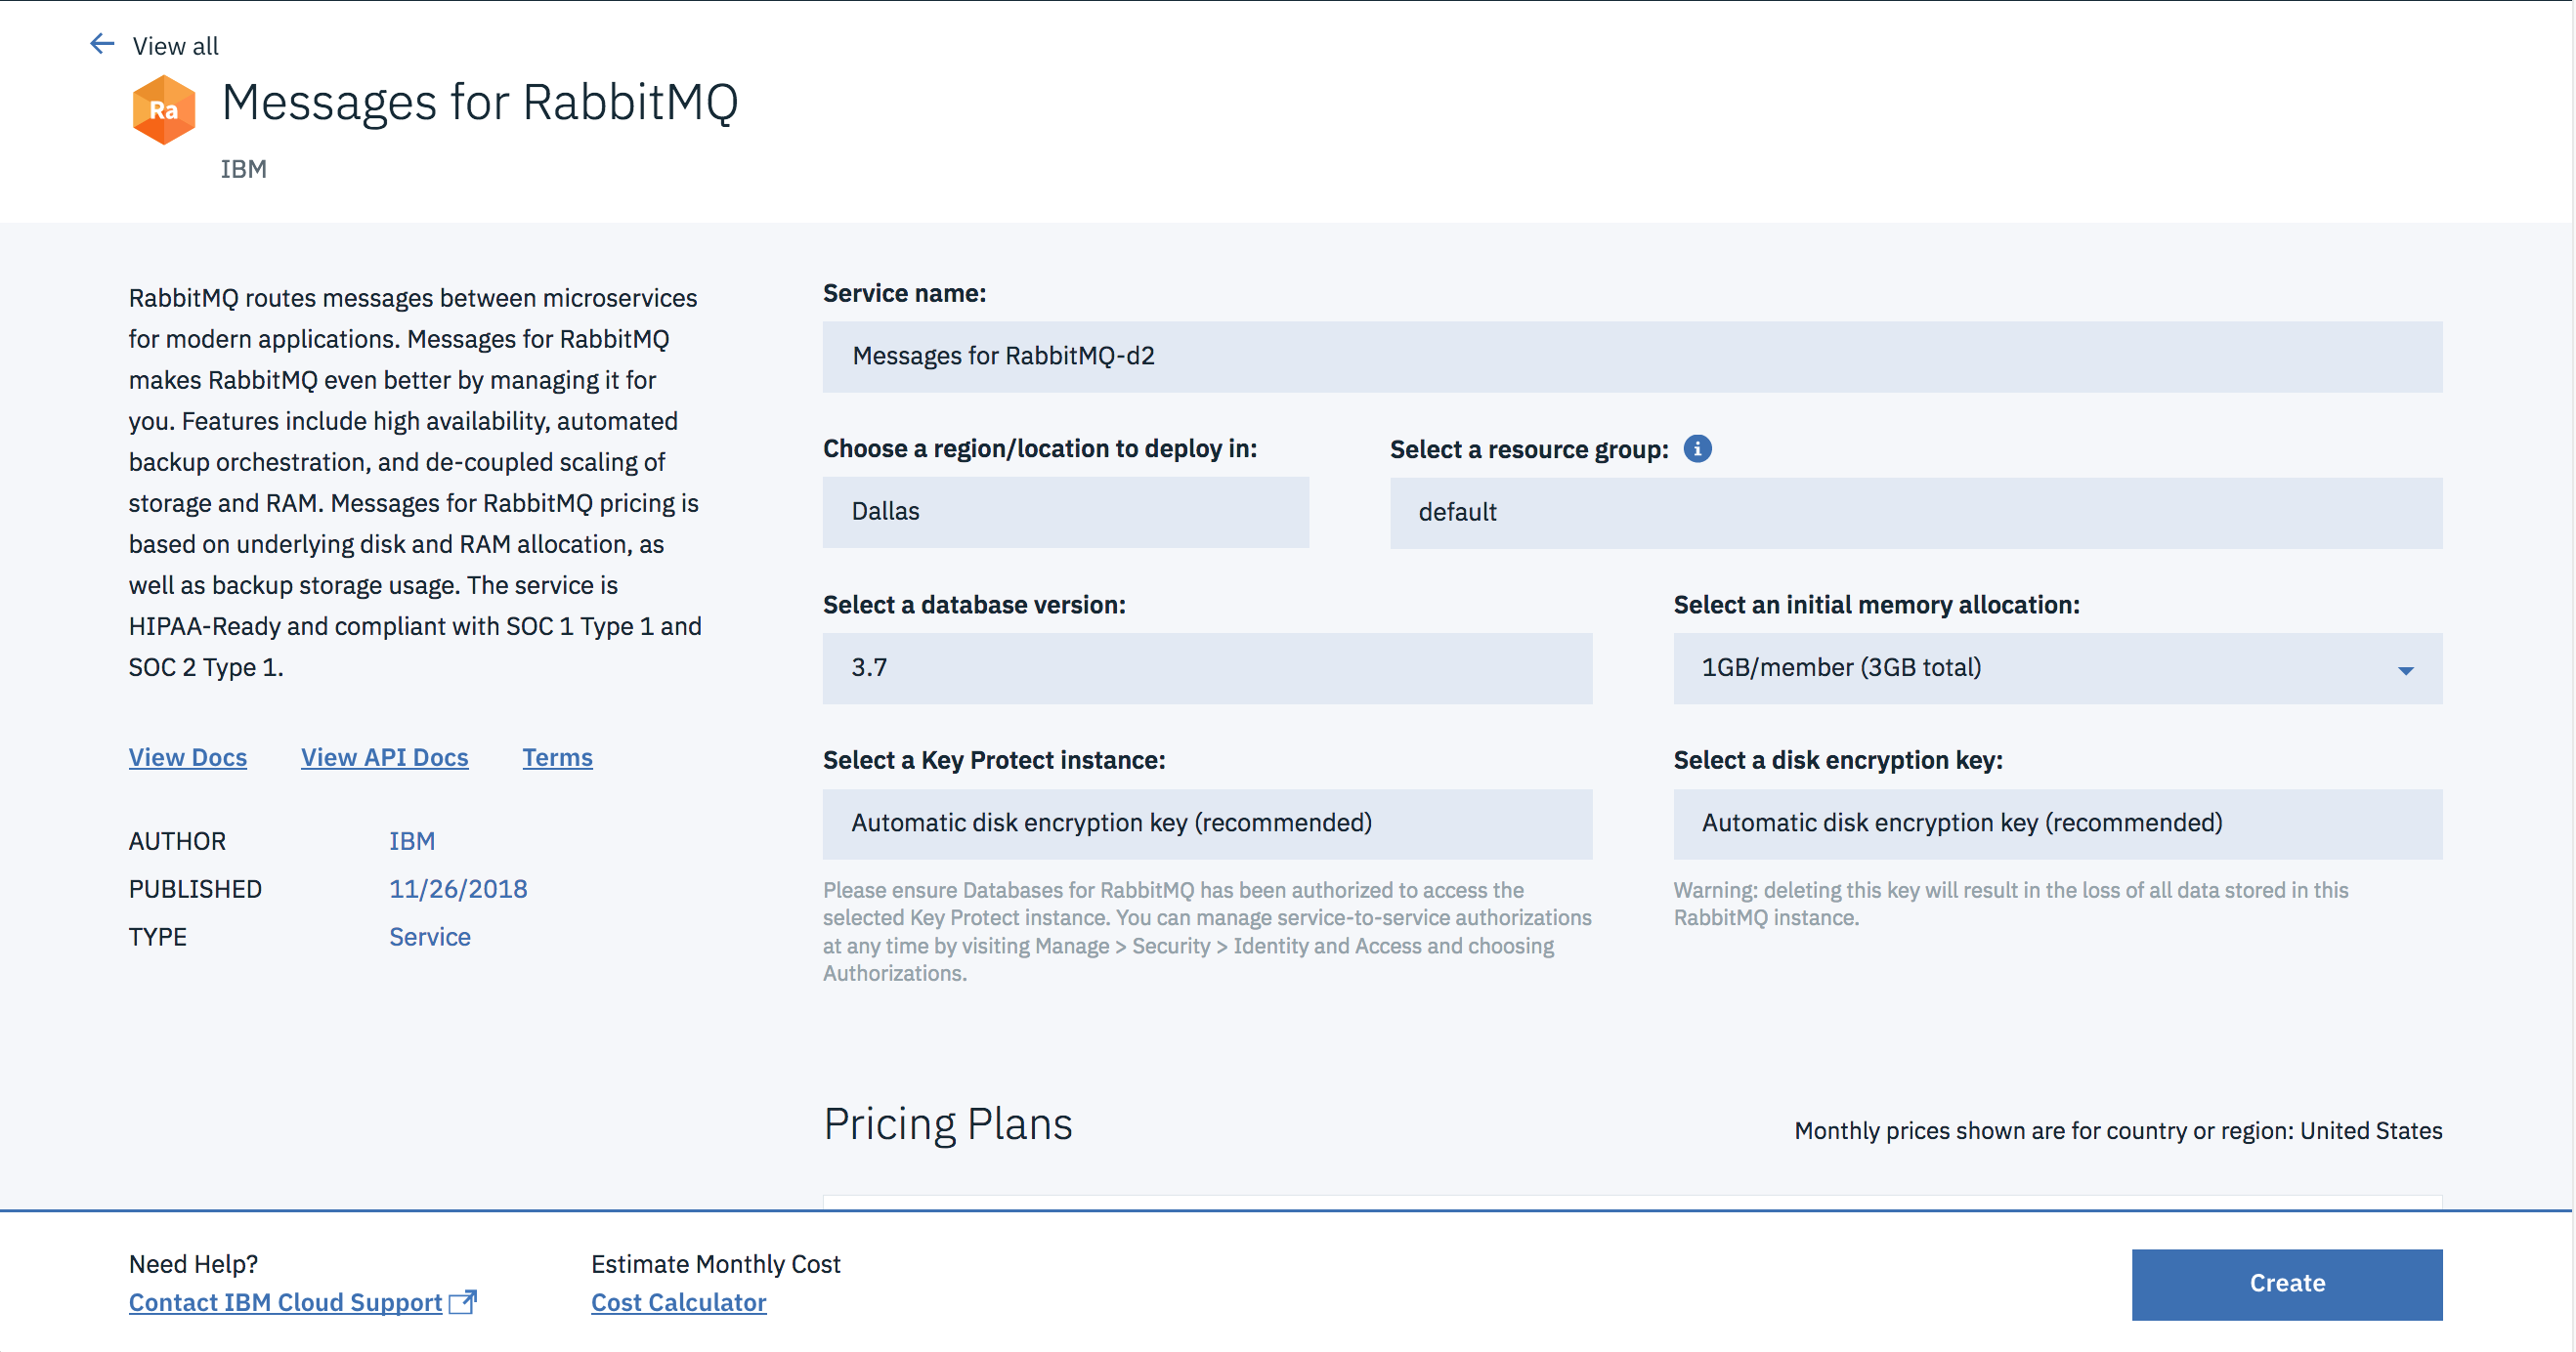 View all
Ra
Messages for RabbitMQ
IBM
RabbitMQ routes messages between microservices
for modern applications. Messages for RabbitMQ
makes RabbitMQ even better by managing it for
you. Features include high availability, automated
backup orchestration, and de-coupled scaling of
storage and RAM. Messages for RabbitMQ pricing is
based on underlying disk and RAM allocation, as
well as backup storage usage. The service is
HIPAA-Ready and compliant with SOC 1 Type 1 and
SOC 2 Type 1.
View Docs View API Docs Terms
AUTHOR IBM
PUBLISHED 11/26/2018
TYPE Service
Service name:
Messages for RabbitMQ-d2
Choose a region/location to deploy in:
Dallas
Select a resource group:
default
Select a database version:
3.7
Select an initial memory allocation:
1GB/member (3GB total)
Select a Key Protect instance:
Automatic disk encryption key (recommended)
Please ensure Databases for RabbitMQ has been authorized to access the
selected Key Protect instance. You can manage service-to-service authorizations
at any time by visiting Manage > Security > Identity and Access and choosing
Authorizations.
Select a disk encryption key:
Automatic disk encryption key (recommended)
Warning: deleting this key will result in the loss of all data stored in this
RabbitMQ instance.
Pricing Plans
Monthly prices shown are for country or region: United States
Need Help?
Contact IBM Cloud Support
Estimate Monthly Cost
Cost Calculator
Create